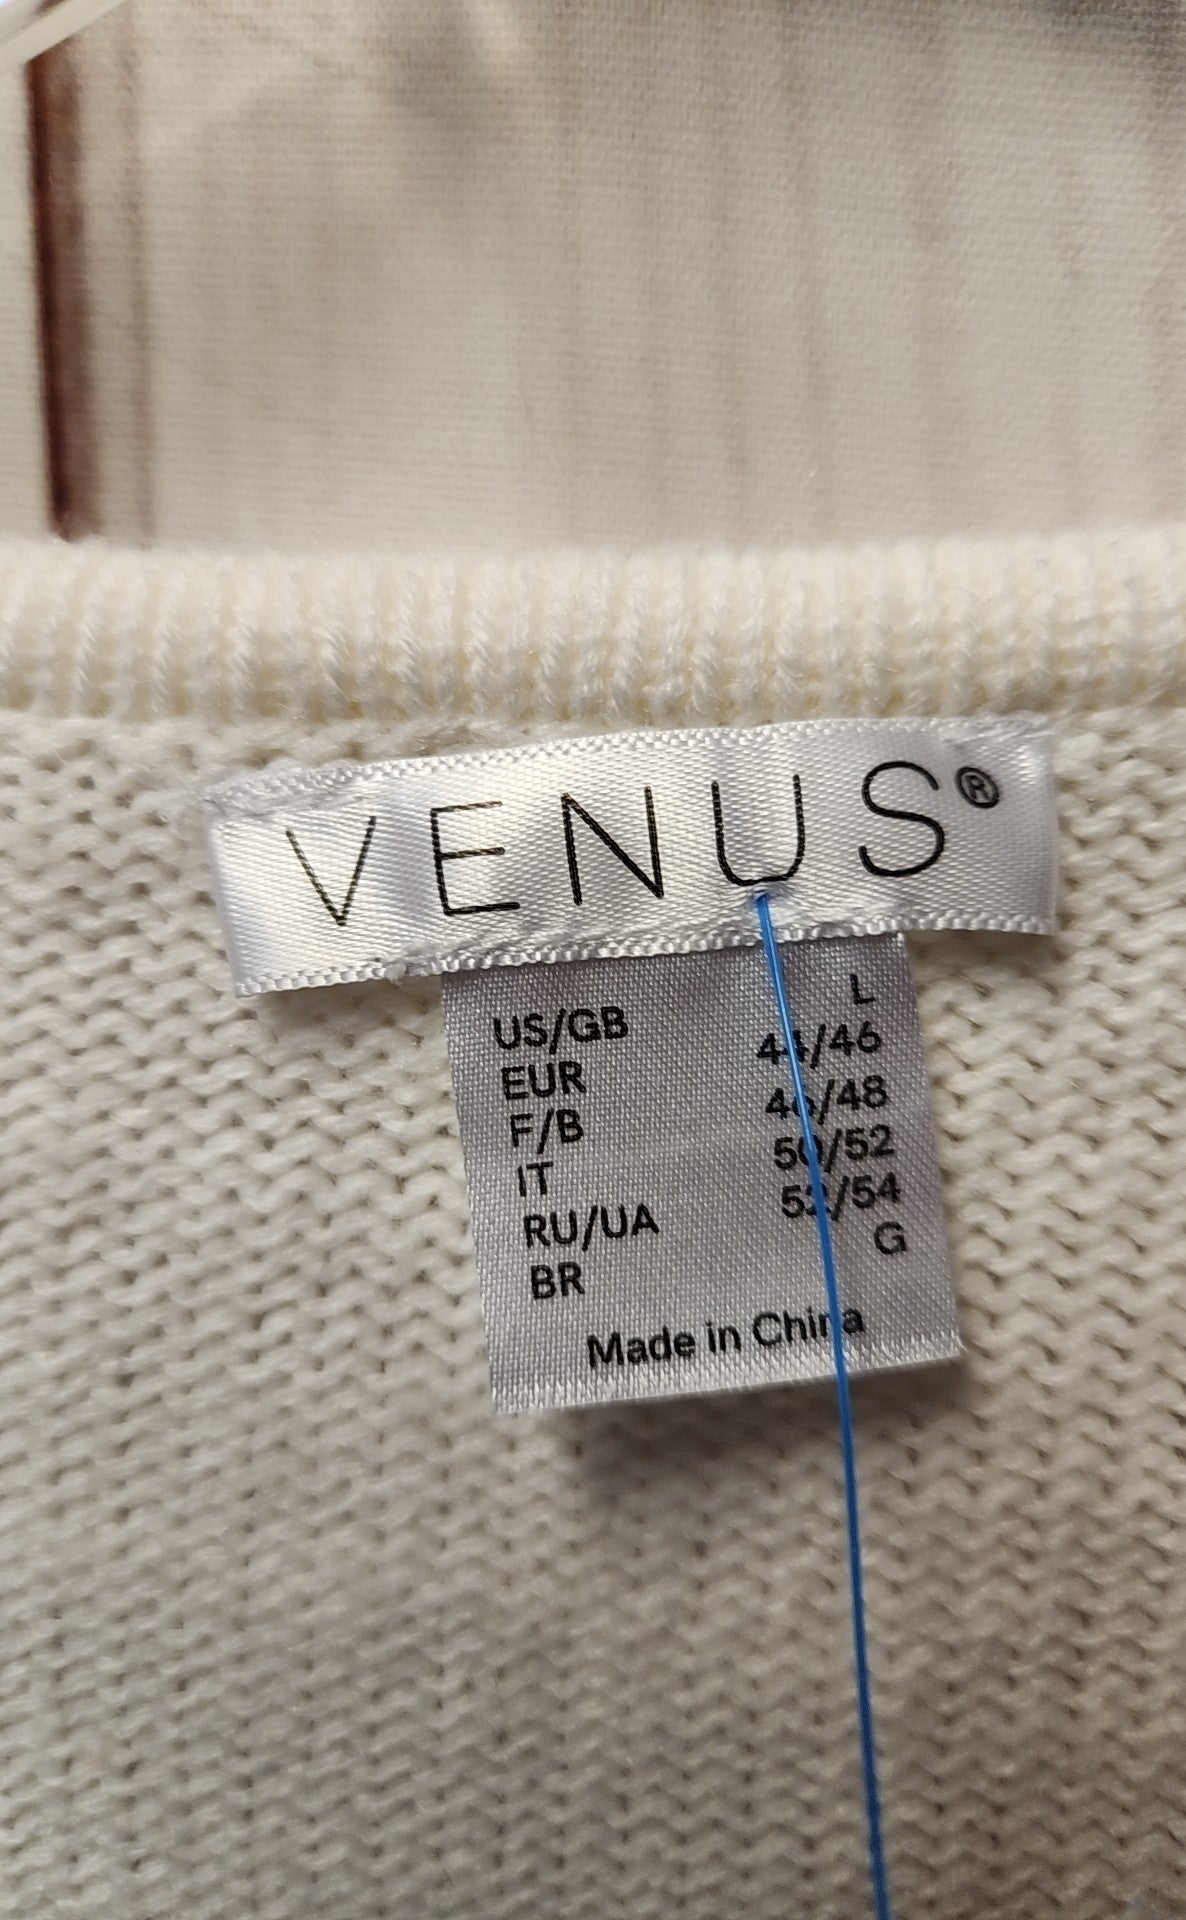 VENUS®
US/GB L
EUR 44/46
F/B 46/48
IT 50/52
RU/UA 52/54
BR G
Made in China